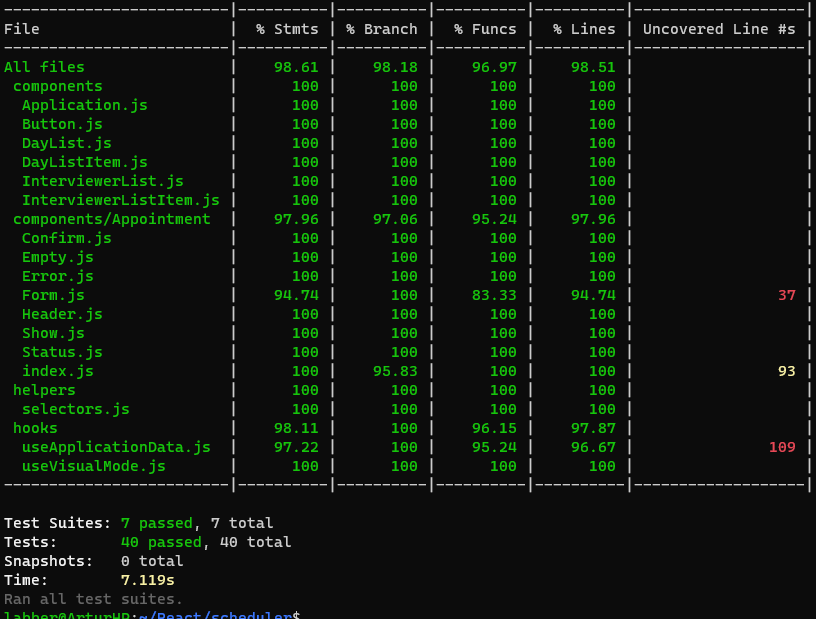 -------------------------|----------|----------|----------|----------|-------------------|
File                     |  % Stmts | % Branch |  % Funcs |  % Lines | Uncovered Line #s |
-------------------------|----------|----------|----------|----------|-------------------|
All files                |    98.61 |    98.18 |    96.97 |    98.51 |                   |
 components              |      100 |      100 |      100 |      100 |                   |
  Application.js         |      100 |      100 |      100 |      100 |                   |
  Button.js              |      100 |      100 |      100 |      100 |                   |
  DayList.js             |      100 |      100 |      100 |      100 |                   |
  DayListItem.js         |      100 |      100 |      100 |      100 |                   |
  InterviewerList.js     |      100 |      100 |      100 |      100 |                   |
  InterviewerListItem.js |      100 |      100 |      100 |      100 |                   |
 components/Appointment  |    97.96 |    97.06 |    95.24 |    97.96 |                   |
  Confirm.js             |      100 |      100 |      100 |      100 |                   |
  Empty.js               |      100 |      100 |      100 |      100 |                   |
  Error.js               |      100 |      100 |      100 |      100 |                   |
  Form.js                |    94.74 |      100 |    83.33 |    94.74 |                37 |
  Header.js              |      100 |      100 |      100 |      100 |                   |
  Show.js                |      100 |      100 |      100 |      100 |                   |
  Status.js              |      100 |      100 |      100 |      100 |                   |
  index.js               |      100 |    95.83 |      100 |      100 |                93 |
 helpers                 |      100 |      100 |      100 |      100 |                   |
  selectors.js           |      100 |      100 |      100 |      100 |                   |
 hooks                   |    98.11 |      100 |    96.15 |    97.87 |                   |
  useApplicationData.js  |    97.22 |      100 |    95.24 |    96.67 |               109 |
  useVisualMode.js       |      100 |      100 |      100 |      100 |                   |
-------------------------|----------|----------|----------|----------|-------------------|
Test Suites: 7 passed, 7 total
Tests:       40 passed, 40 total
Snapshots:   0 total
Time:        7.119s
Ran all test suites.
labber@ArturHP:~/React/scheduler$